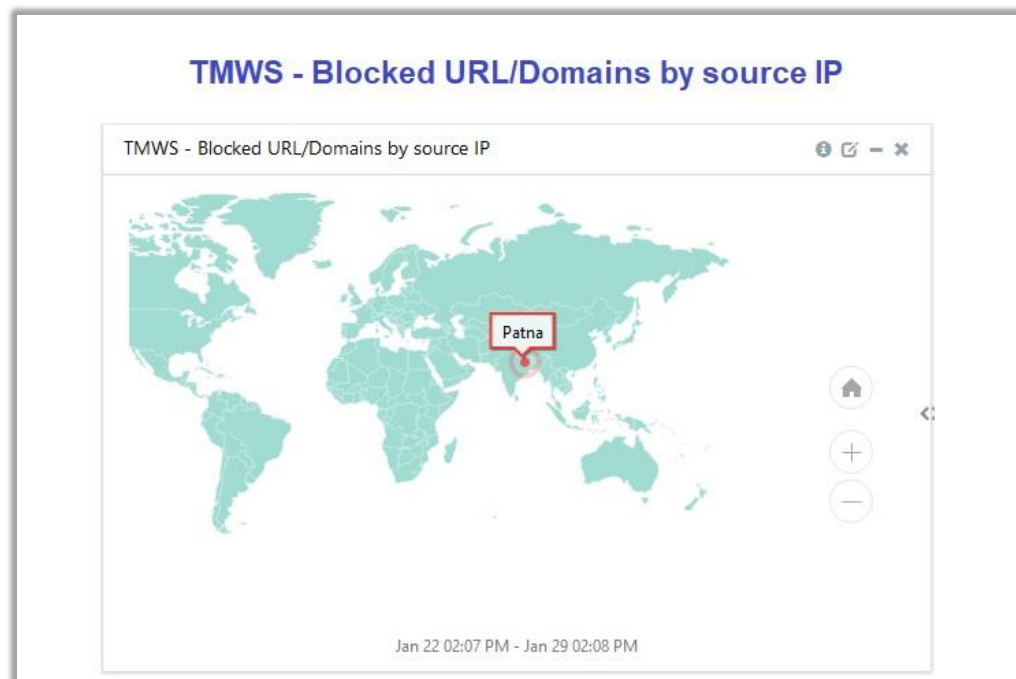 TMWS - Blocked URL/Domains by source IP
TMWS - Blocked URL/Domains by source IP
Patna
Jan 22 02:07 PM - Jan 29 02:08 PM